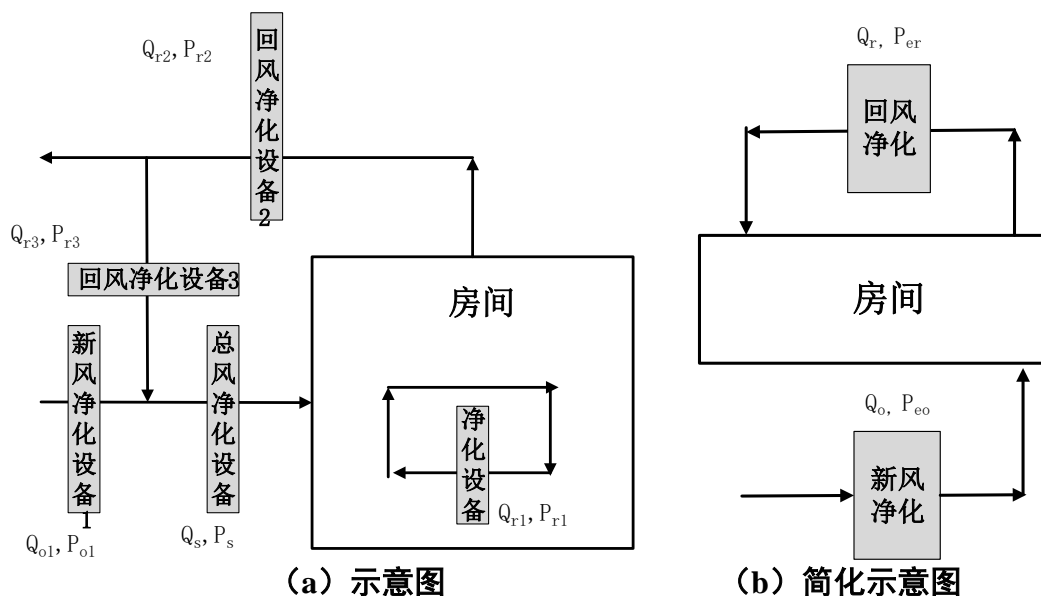 Qr2, Pr2
回风净化设备2
Qr3, Pr3
回风净化设备3
新风净化设备1
总风净化设备
房间
净化设备
Qr1, Pr1
Qo1, Po1
Qs, Ps
（a）示意图
Qr, Per
回风
净化
房间
Qo, Peo
新风
净化
（b）简化示意图